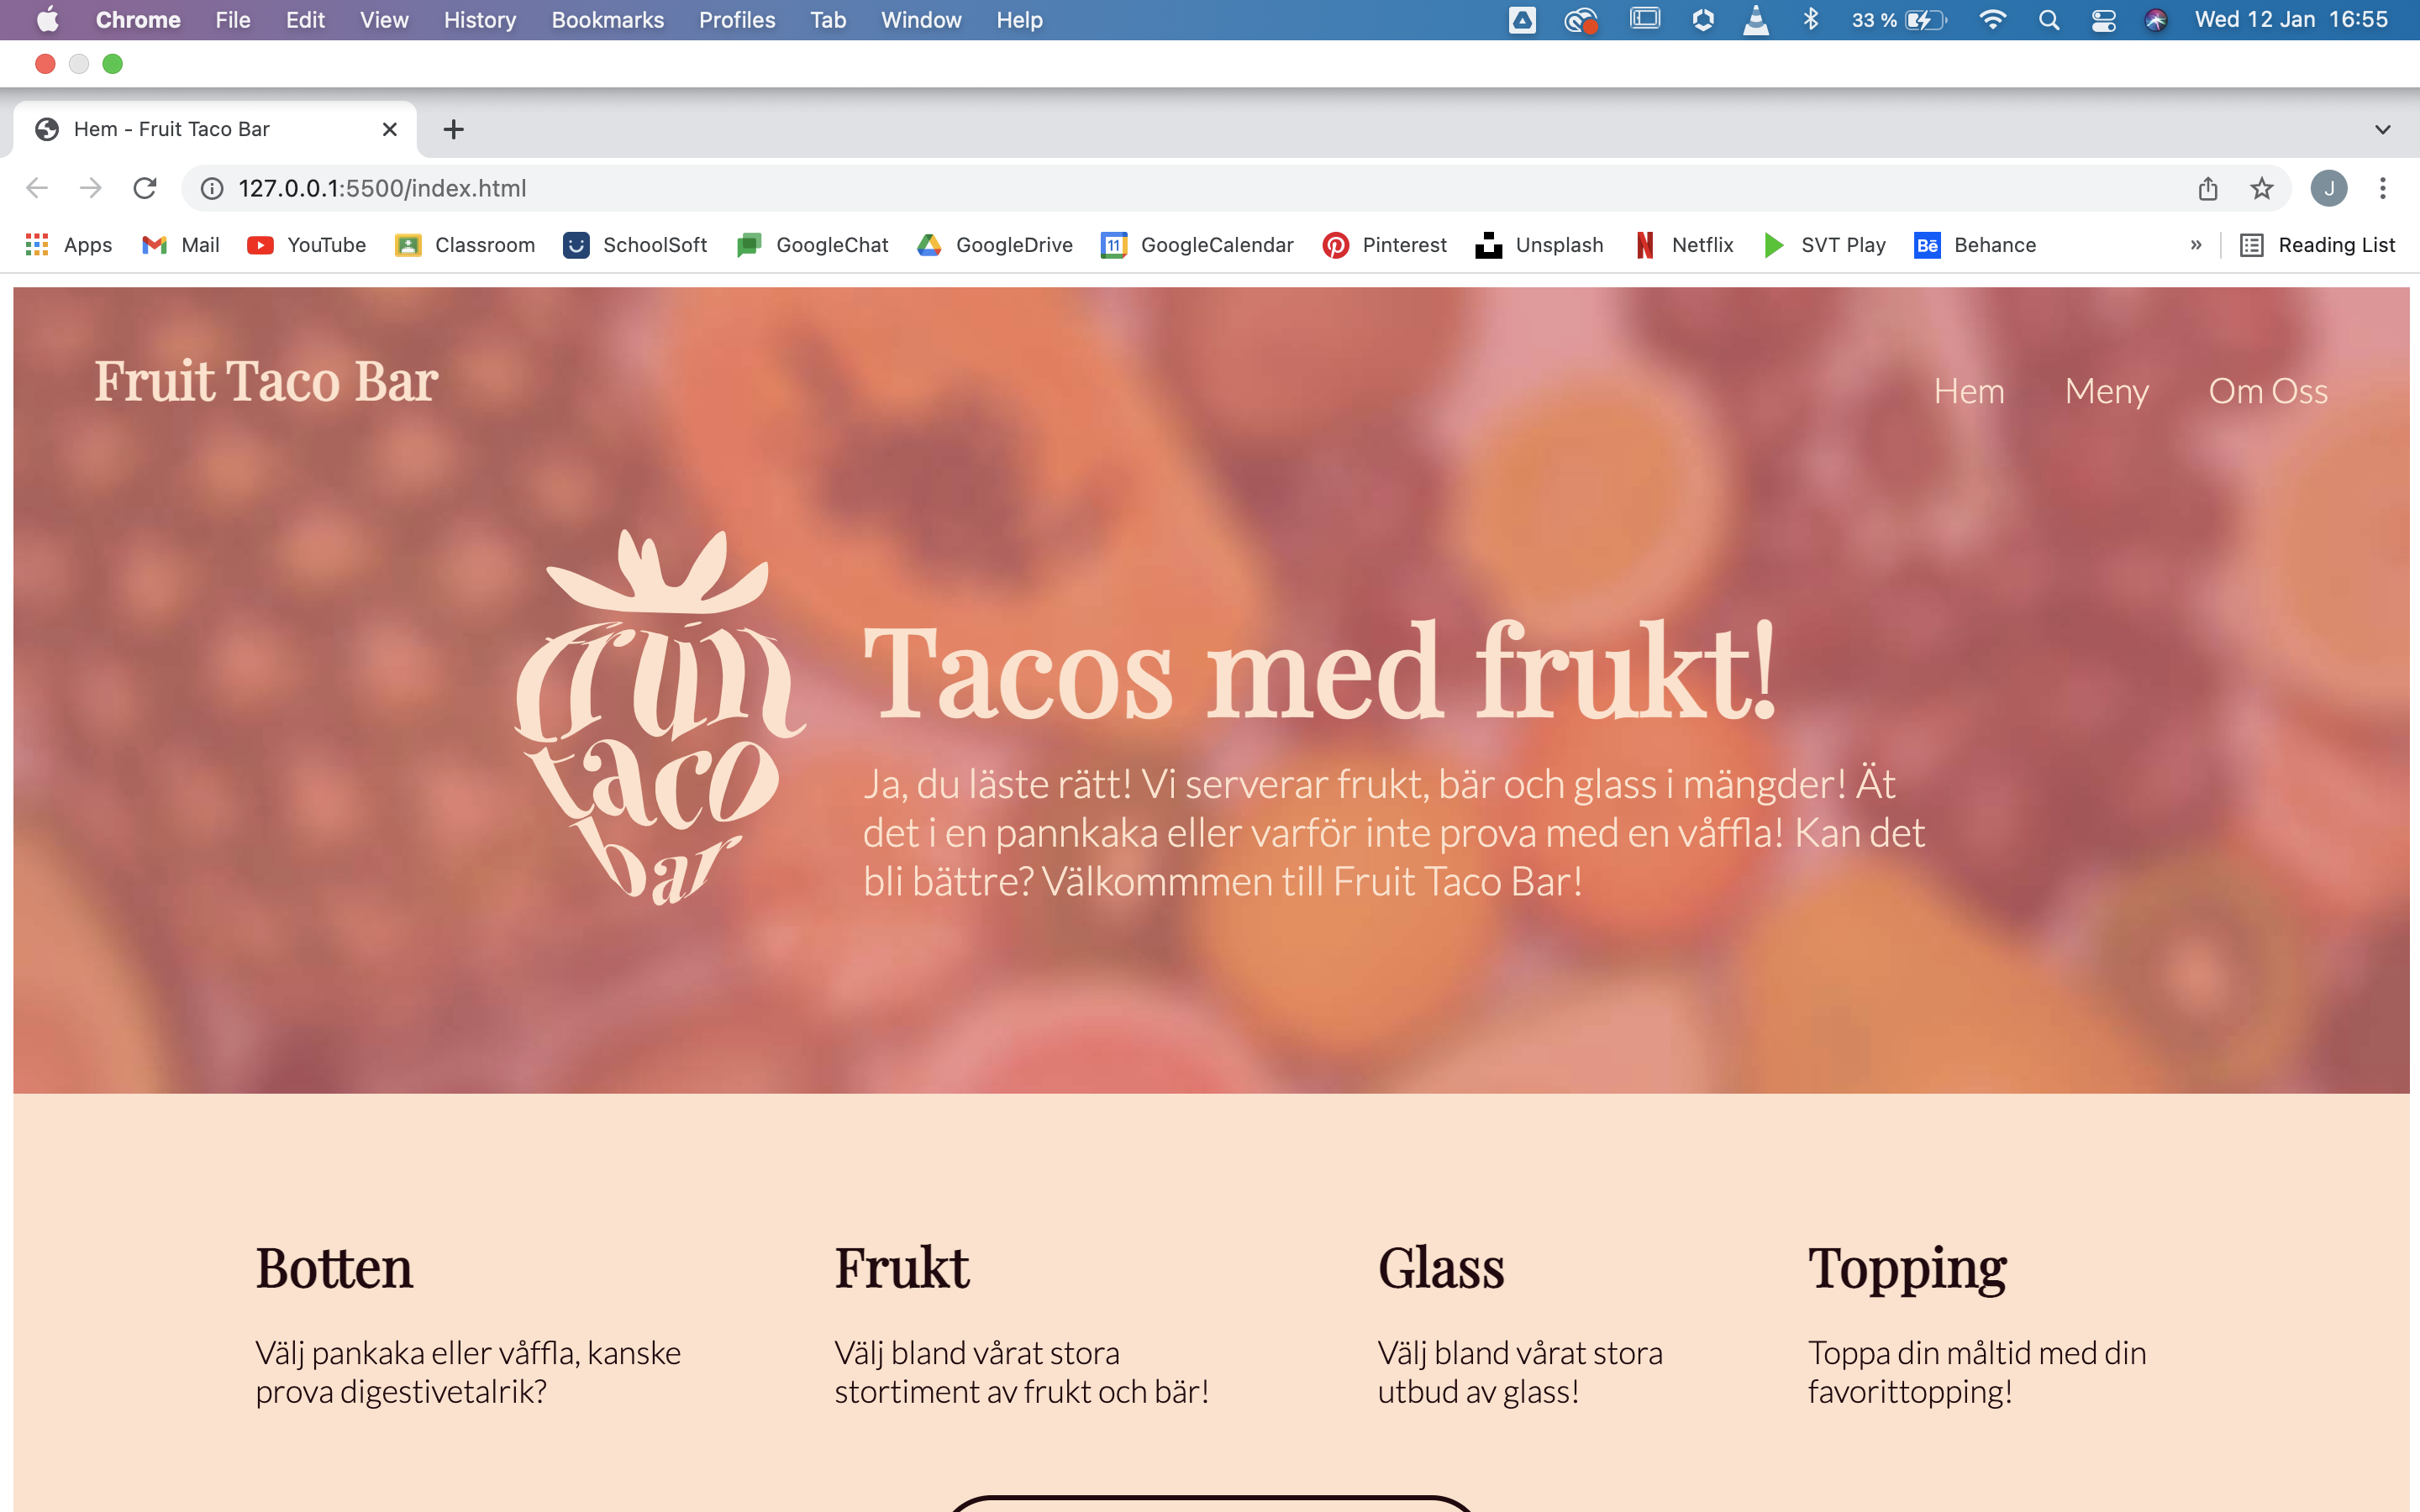 Chrome File Edit View History Bookmarks Profiles Tab Window Help 33 % Wed 12 Jan 16:55
Hem - Fruit Taco Bar
127.0.0.1:5500/index.html J
Apps Mail YouTube Classroom SchoolSoft GoogleChat GoogleDrive 11 GoogleCalendar Pinterest Unsplash Netflix SVT Play Bē Behance » Reading List
Fruit Taco Bar
Hem Meny Om Oss
fruit
taco
bar
Tacos med frukt!
Ja, du läste rätt! Vi serverar frukt, bär och glass i mängder! Ät
det i en pannkaka eller varför inte prova med en våffla! Kan det
bli bättre? Välkommmen till Fruit Taco Bar!
Botten
Välj pankaka eller våffla, kanske
prova digestivetalrik?
Frukt
Välj bland vårat stora
stortiment av frukt och bär!
Glass
Välj bland vårat stora
utbud av glass!
Topping
Toppa din måltid med din
favorittopping!